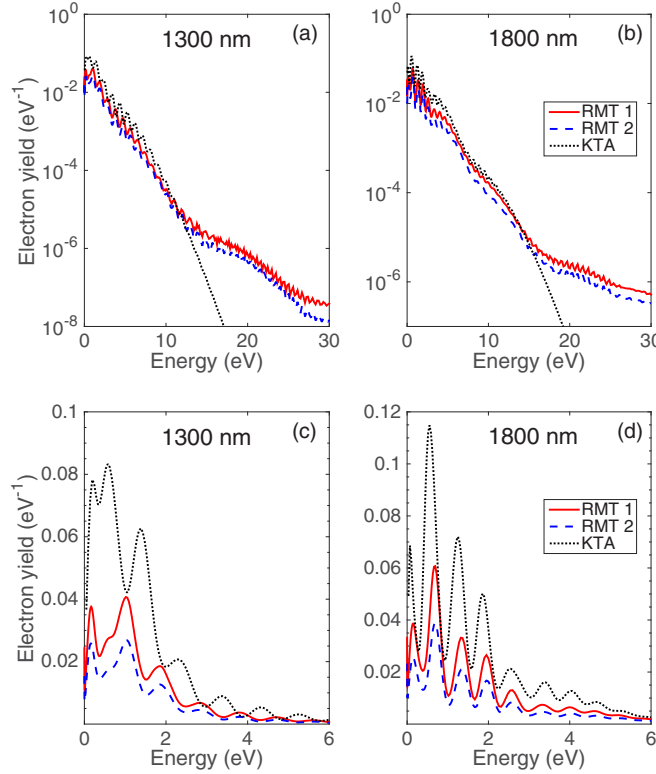 1300 nm (a)
Electron yield (eV⁻¹)
10⁰
10⁻²
10⁻⁴
10⁻⁶
10⁻⁸
0 10 20 30
Energy (eV)
1800 nm (b)
RMT 1
RMT 2
KTA
10⁰
10⁻²
10⁻⁴
10⁻⁶
0 10 20 30
Energy (eV)
1300 nm (c)
Electron yield (eV⁻¹)
0.1
0.08
0.06
0.04
0.02
0 2 4 6
Energy (eV)
1800 nm (d)
RMT 1
RMT 2
KTA
0.12
0.1
0.08
0.06
0.04
0.02
0 2 4 6
Energy (eV)